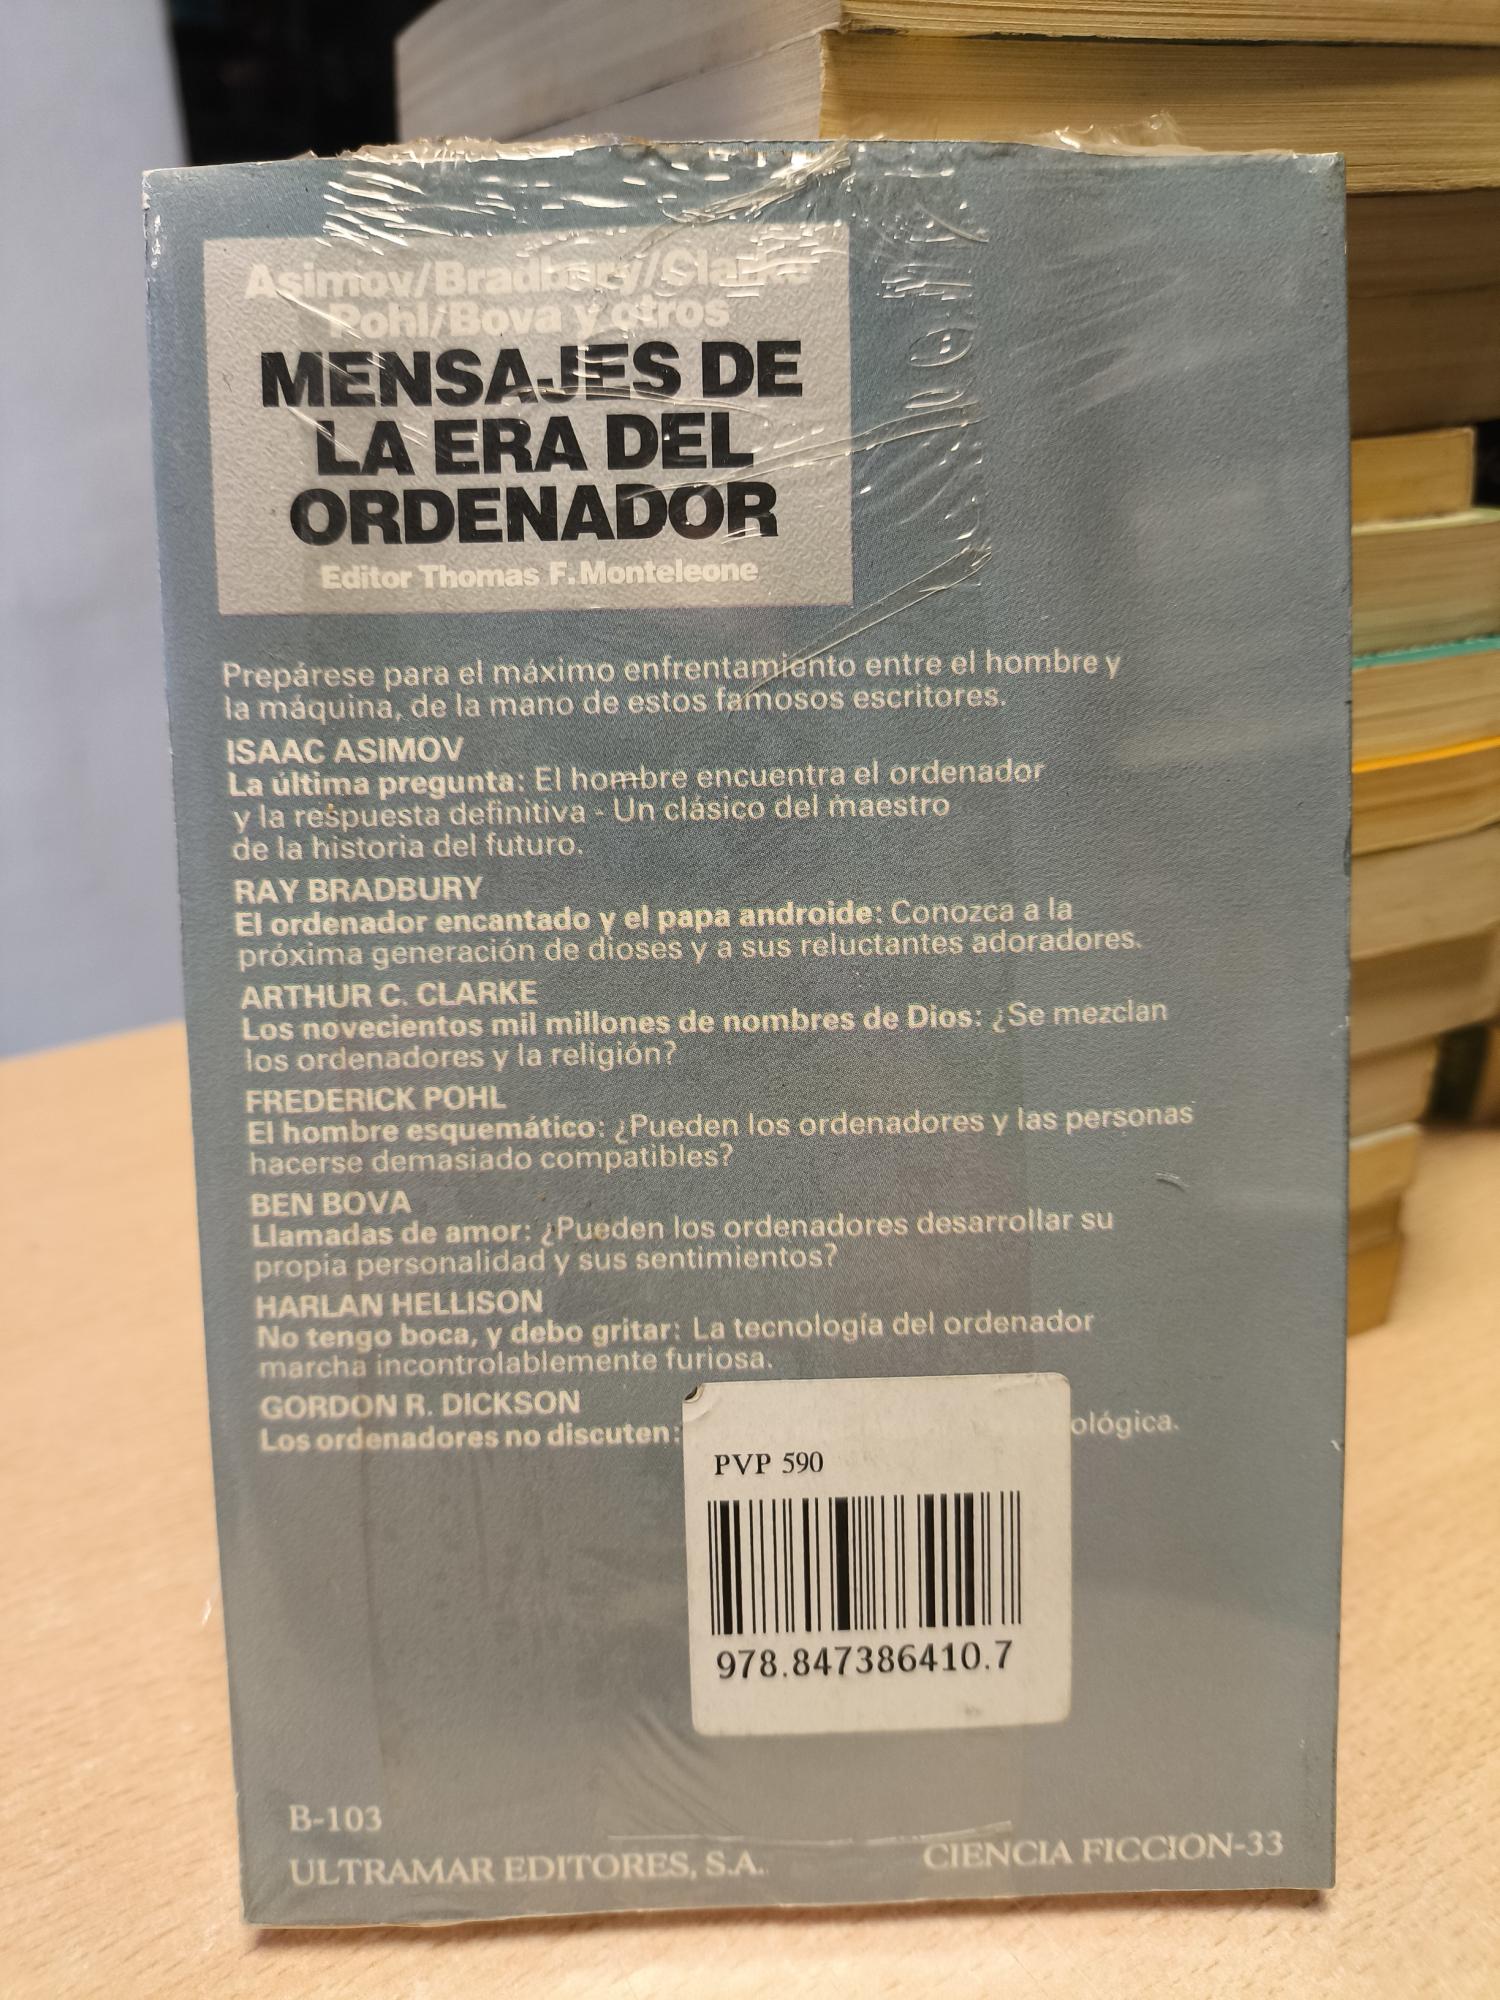 Asimov/Bradbury/Clarke
Pohl/Bova y otros
MENSAJES DE
LA ERA DEL
ORDENADOR
Editor Thomas F. Monteleone
Prepárese para el máximo enfrentamiento entre el hombre y
la máquina, de la mano de estos famosos escritores.
ISAAC ASIMOV
La última pregunta: El hombre encuentra el ordenador
y la respuesta definitiva - Un clásico del maestro
de la historia del futuro.
RAY BRADBURY
El ordenador encantado y el papa androide: Conozca a la
próxima generación de dioses y a sus reluctantes adoradores.
ARTHUR C. CLARKE
Los novecientos mil millones de nombres de Dios: ¿Se mezclan
los ordenadores y la religión?
FREDERICK POHL
El hombre esquemático: ¿Pueden los ordenadores y las personas
hacerse demasiado compatibles?
BEN BOVA
Llamadas de amor: ¿Pueden los ordenadores desarrollar su
propia personalidad y sus sentimientos?
HARLAN HELLISON
No tengo boca, y debo gritar: La tecnología del ordenador
marcha incontrolablemente furiosa.
GORDON R. DICKSON
Los ordenadores no discuten: ológica.
PVP 590
978.847386410.7
B-103
ULTRAMAR EDITORES, S.A.
CIENCIA FICCION-33